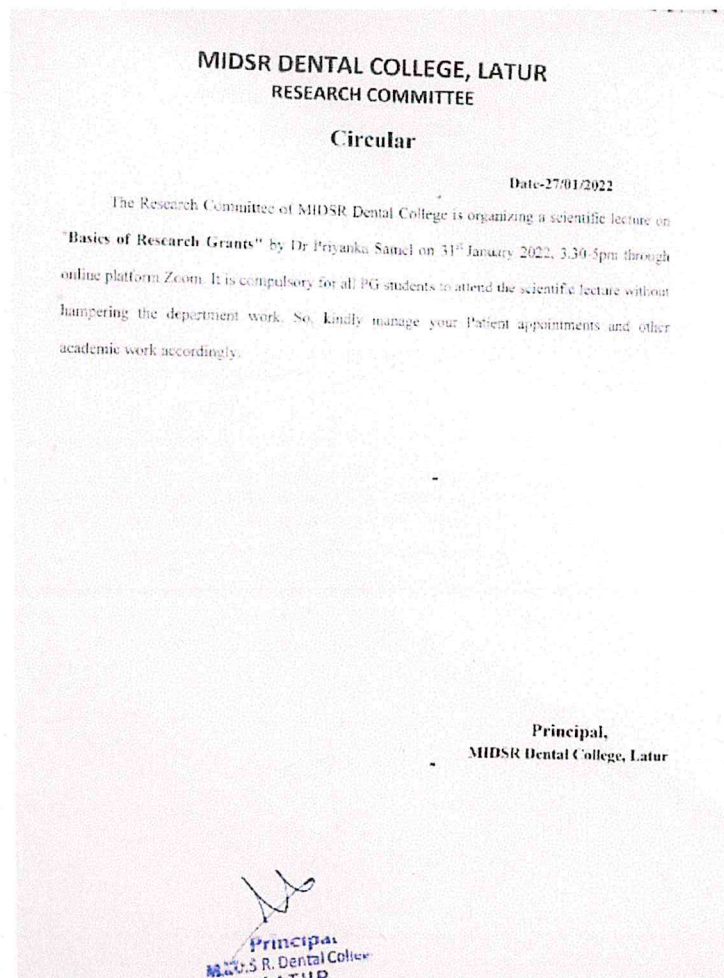 MIDSR DENTAL COLLEGE, LATUR
RESEARCH COMMITTEE
Circular
Date-27/01/2022
The Research Committee of MIDSR Dental College is organizing a scientific lecture on
"Basics of Research Grants" by Dr Priyanka Samel on 31st January 2022, 3.30-5pm through
online platform Zoom. It is compulsory for all PG students to attend the scientific lecture without
hampering the department work. So, kindly manage your Patient appointments and other
academic work accordingly.
Principal,
MIDSR Dental College, Latur
Principal
Dental
LATUR